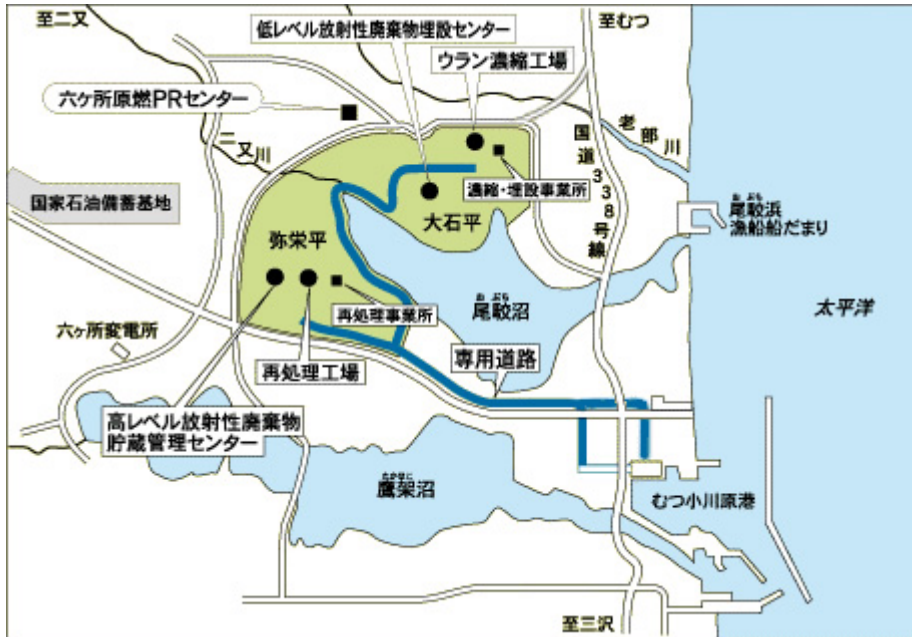 至二又
低レベル放射性廃棄物埋設センター
至むつ
ウラン濃縮工場
六ケ所原燃PRセンター
二又川
老部川
国道338号線
濃縮・埋設事業所
国家石油備蓄基地
大石平
おぶち
尾駮浜
漁船船だまり
弥栄平
おぶち
尾駮沼
太平洋
再処理事業所
六ケ所変電所
再処理工場
専用道路
高レベル放射性廃棄物
貯蔵管理センター
たかほこ
鷹架沼
むつ小川原港
至三沢